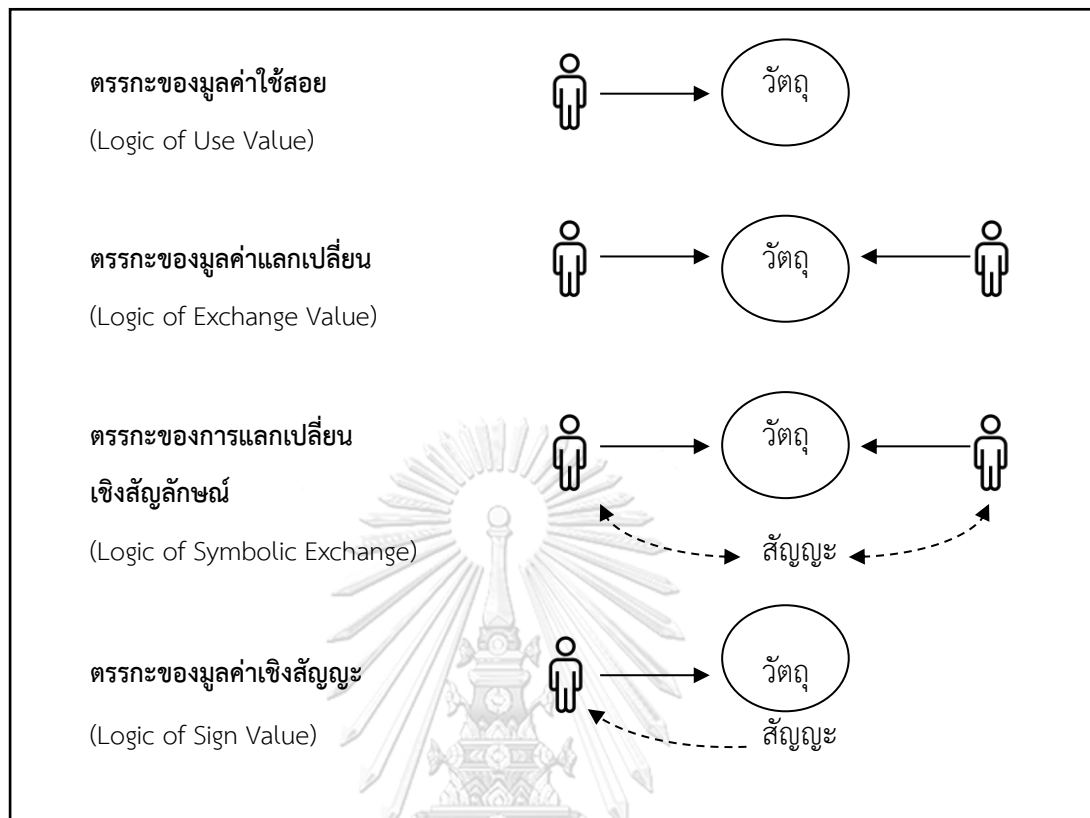 ตรรกะของมูลค่าใช้สอย
(Logic of Use Value)
วัตถุ
ตรรกะของมูลค่าแลกเปลี่ยน
(Logic of Exchange Value)
วัตถุ
ตรรกะของการแลกเปลี่ยน
เชิงสัญลักษณ์
(Logic of Symbolic Exchange)
วัตถุ
สัญญะ
ตรรกะของมูลค่าเชิงสัญญะ
(Logic of Sign Value)
วัตถุ
สัญญะ